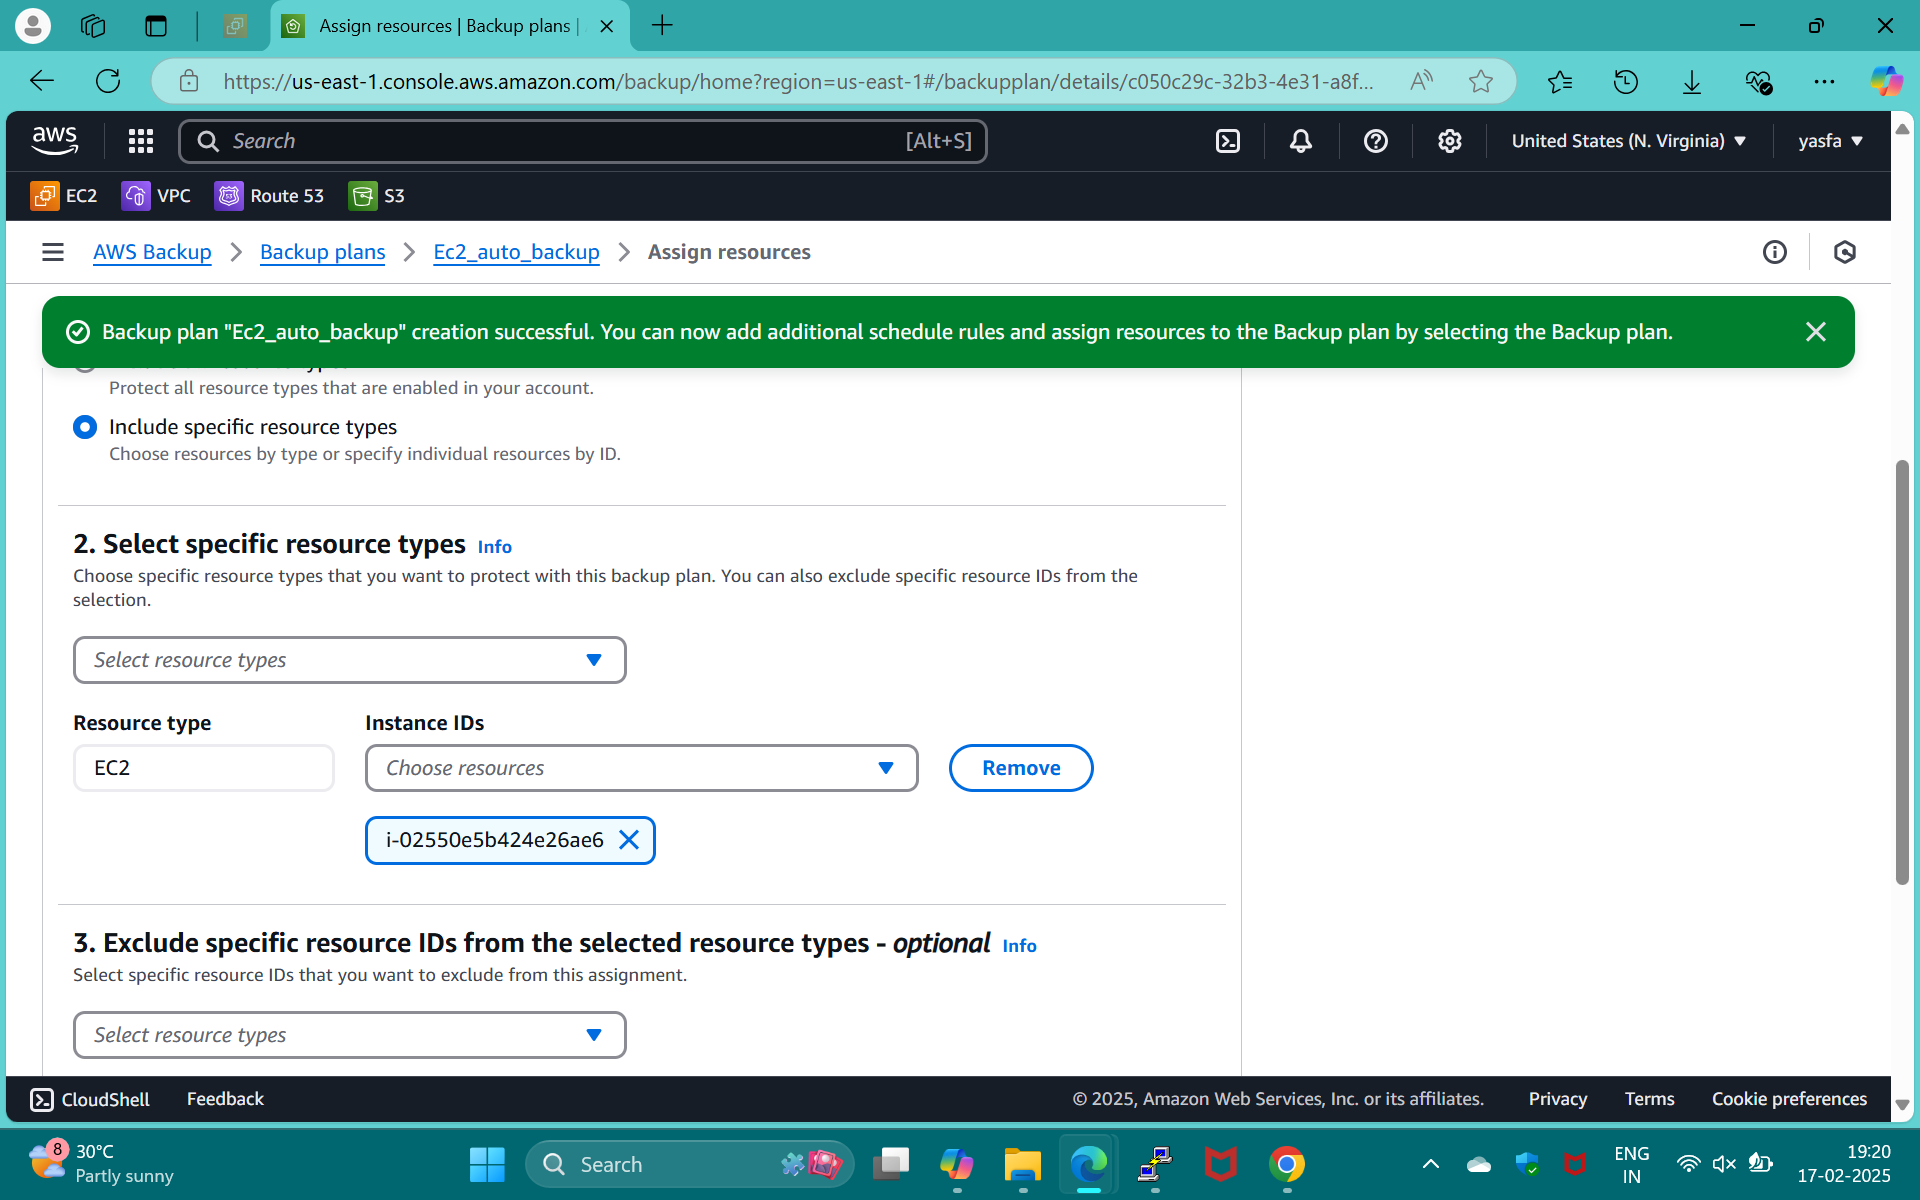 Assign resources | Backup plans |
https://us-east-1.console.aws.amazon.com/backup/home?region=us-east-1#/backupplan/details/c050c29c-32b3-4e31-a8f...
aws
Search
[Alt+S]
United States (N. Virginia)
yasfa
EC2
VPC
Route 53
S3
AWS Backup
Backup plans
Ec2_auto_backup
Assign resources
Backup plan "Ec2_auto_backup" creation successful. You can now add additional schedule rules and assign resources to the Backup plan by selecting the Backup plan.
Protect all resource types that are enabled in your account.
Include specific resource types
Choose resources by type or specify individual resources by ID.
2. Select specific resource types Info
Choose specific resource types that you want to protect with this backup plan. You can also exclude specific resource IDs from the
selection.
Select resource types
Resource type
Instance IDs
EC2
Choose resources
Remove
i-02550e5b424e26ae6
3. Exclude specific resource IDs from the selected resource types - optional Info
Select specific resource IDs that you want to exclude from this assignment.
Select resource types
CloudShell
Feedback
© 2025, Amazon Web Services, Inc. or its affiliates.
Privacy
Terms
Cookie preferences
8
30°C
Partly sunny
Search
ENG
IN
19:20
17-02-2025